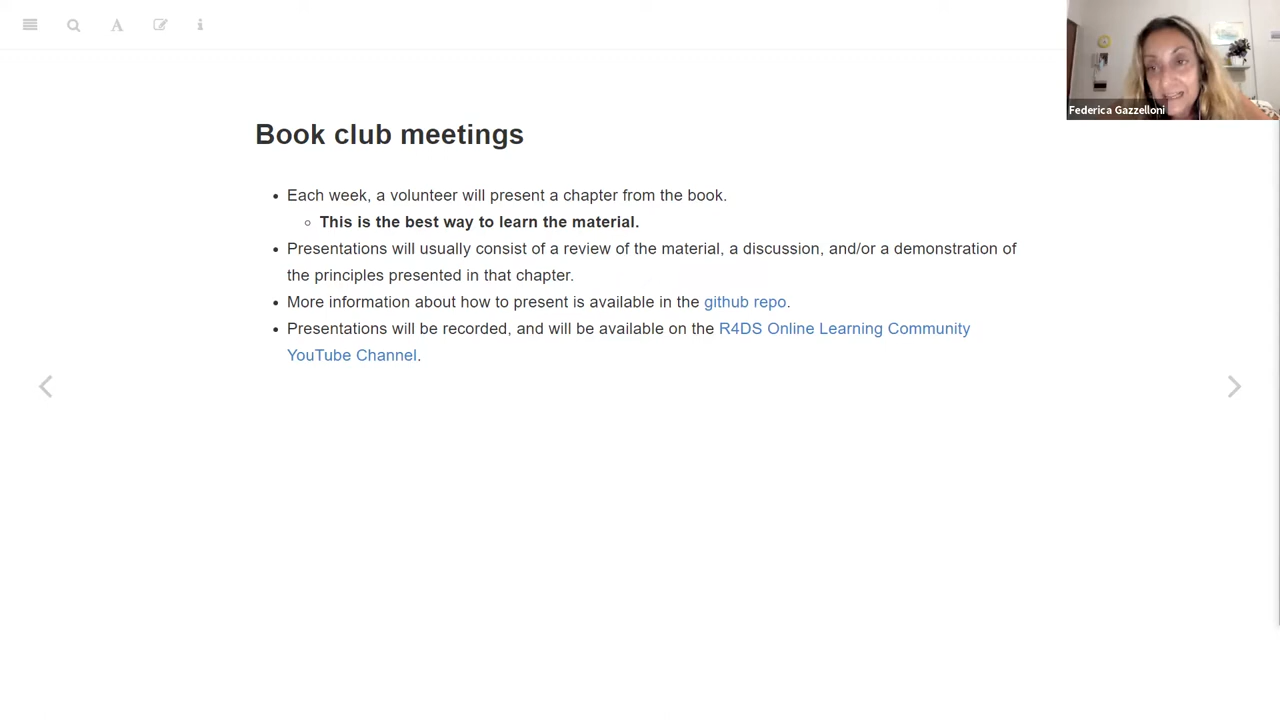 Federica Gazzelloni
Book club meetings
Each week, a volunteer will present a chapter from the book.
This is the best way to learn the material.
Presentations will usually consist of a review of the material, a discussion, and/or a demonstration of
the principles presented in that chapter.
More information about how to present is available in the github repo.
Presentations will be recorded, and will be available on the R4DS Online Learning Community
YouTube Channel.